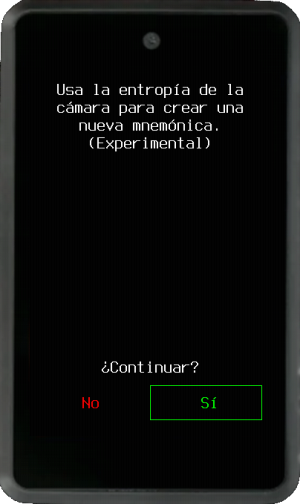 Usa la entropía de la
cámara para crear una
nueva mnemónica.
(Experimental)
¿Continuar?
No
Sí